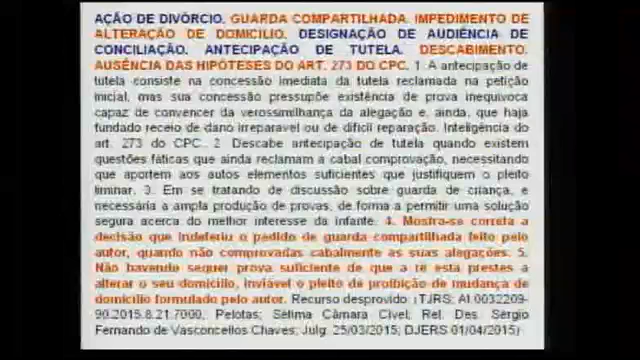 AÇÃO DE DIVÓRCIO. GUARDA COMPARTILHADA. IMPEDIMENTO DE
ALTERAÇÃO DE DOMICILIO. DESIGNAÇÃO DE AUDIÊNCIA DE
CONCILIAÇÃO. ANTECIPAÇÃO DE TUTELA. DESCABIMENTO.
AUSÊNCIA DAS HIPÓTESES DO ART. 273 DO CPC. 1. A antecipação de
tutela consiste na concessão imediata da tutela reclamada na petição
inicial, mas sua concessão pressupõe existência de prova inequivoca
capaz de convencer da verossimilhança da alegação e, ainda, que haja
fundado receio de dano irreparavel ou de dificil reparação. Inteligência do
art. 273 do CPC. 2. Descabe antecipação de tutela quando existem
questões fáticas que ainda reclamam a cabal comprovação, necessitando
que aportem aos autos elementos suficientes que justifiquem o pleito
liminar. 3. Em se tratando de discussão sobre guarda de criança, e
necessária a ampla produção de provas, de forma a permitir uma solução
segura acerca do melhor interesse da infante. 4. Mostra-se correta a
decisão que indeferiu o pedido de guarda compartilhada feito pelo
autor, quando não comprovadas cabalmente as suas alegações. 5.
Não havendo sequer prova suficiente de que a re está prestes a
alterar o seu domicilio, inviável o pleito de proibição de mudança de
domicilio formulado pelo autor. Recurso desprovido. (TJRS; AI 0032209-
90.2015.8.21.7000; Pelotas; Sétima Câmara Cível; Rel. Des. Sérgio
Fernando de Vasconcellos Chaves; Julg. 25/03/2015; DJERS 01/04/2015)